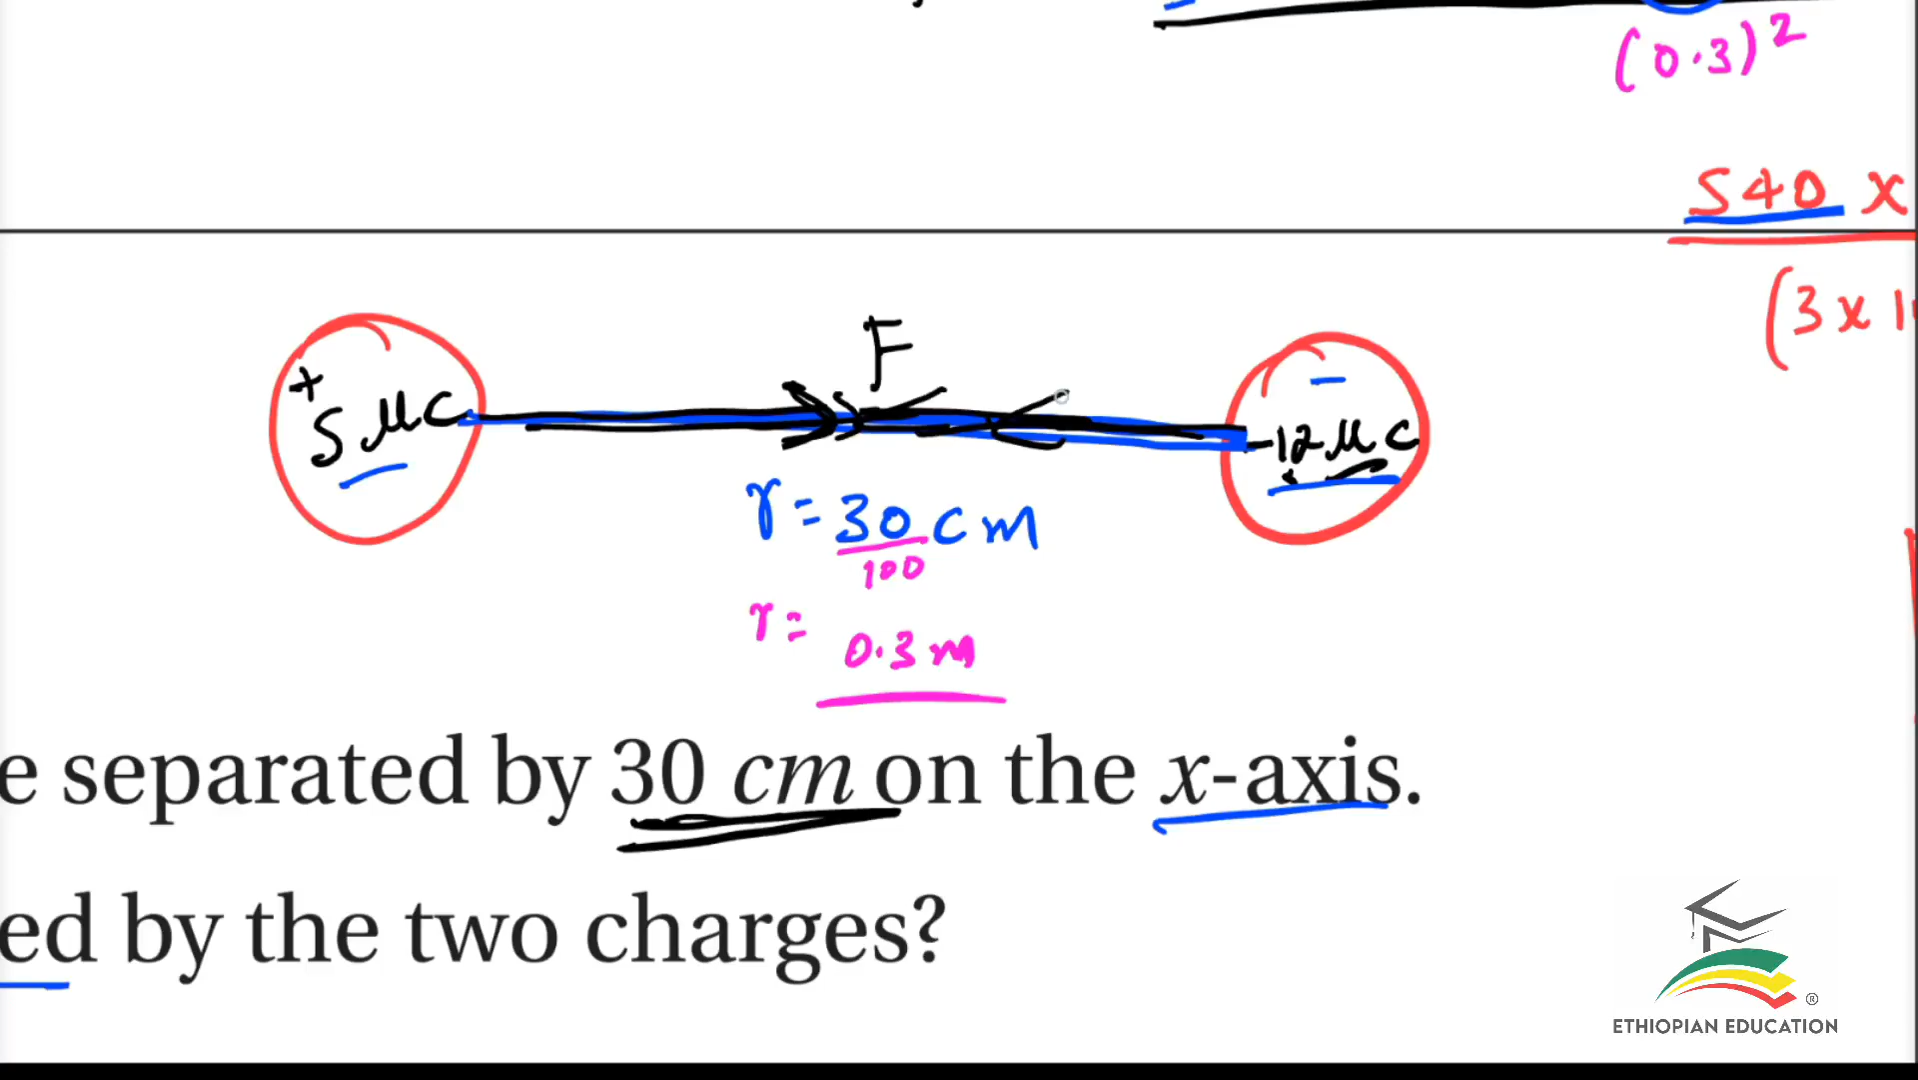 (0.3)²
540 x
(3 x 1
F
+
5 μc
−
-12 μc
r = 30 cm
100
r = 0.3 m
e separated by 30 cm on the x-axis.
ed by the two charges?
®
ETHIOPIAN EDUCATION